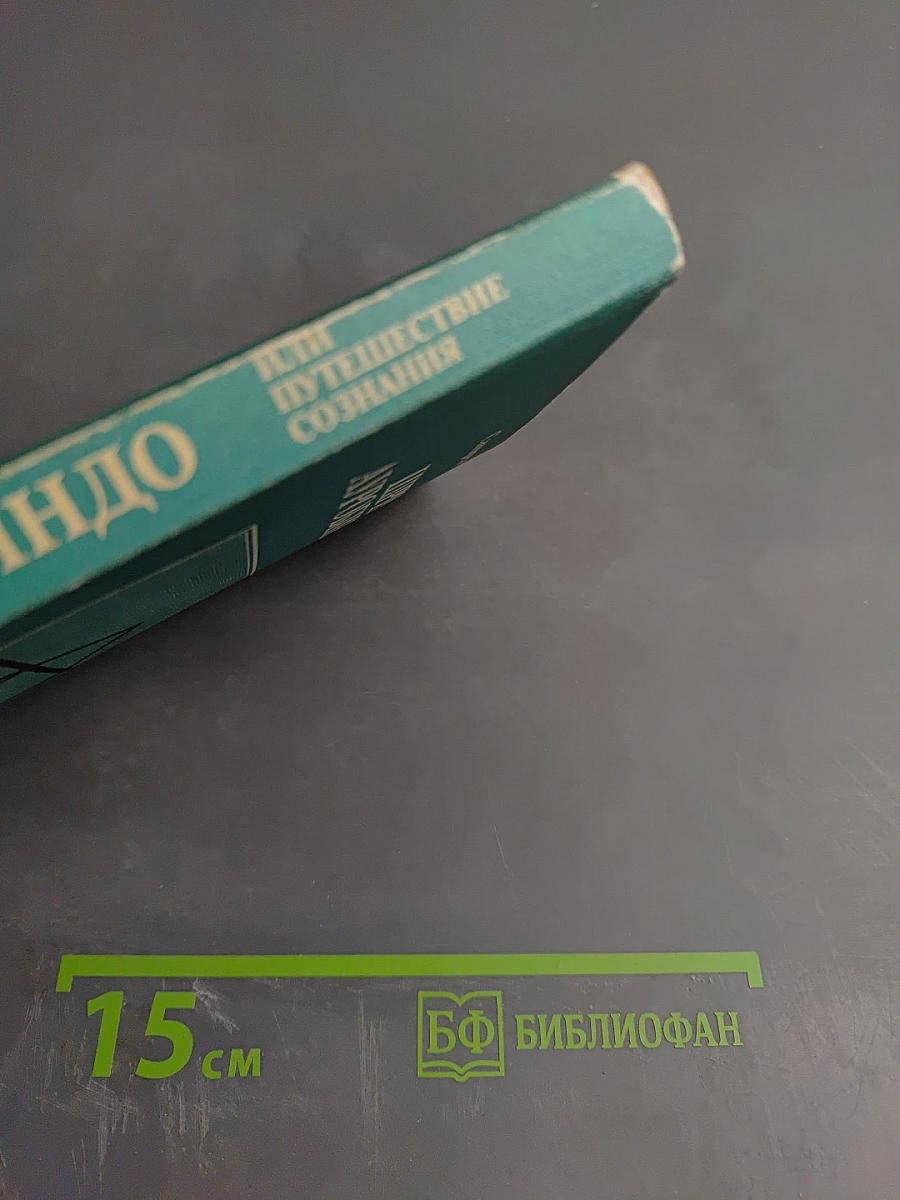 ИНДО
ИЛИ
ПУТЕШЕСТВИЕ
СОЗНАНИЯ
15 см
БФ БИБЛИОФАН